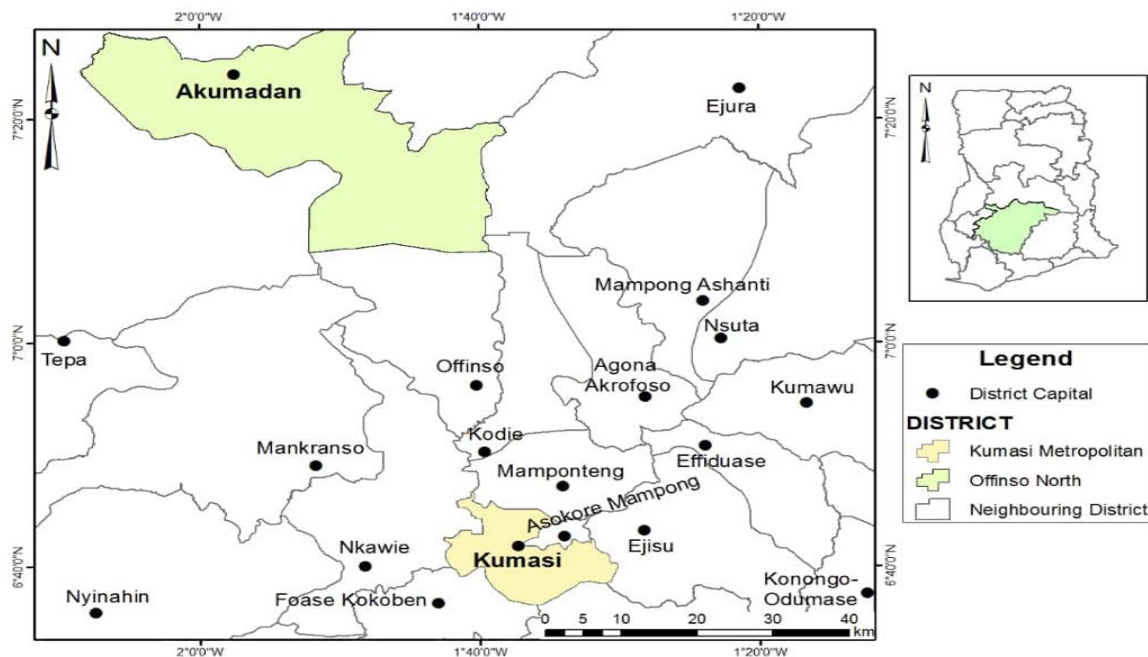 2°0'0"W
1°40'0"W
1°20'0"W
N
7°20'0"N
7°20'0"N
Akumadan
Ejura
Mampong Ashanti
Nsuta
7°0'0"N
7°0'0"N
Tepa
Offinso
Agona
Akrofoso
Kumawu
Kodie
Mankranso
Effiduase
Mamponteng
Asokore Mampong
Ejisu
Kumasi
Nkawie
6°40'0"N
6°40'0"N
Konongo-
Odumase
Nyinahin
Foase Kokoben
0 5 10 20 30 40
km
2°0'0"W
1°40'0"W
1°20'0"W
N
Legend
District Capital
DISTRICT
Kumasi Metropolitan
Offinso North
Neighbouring District